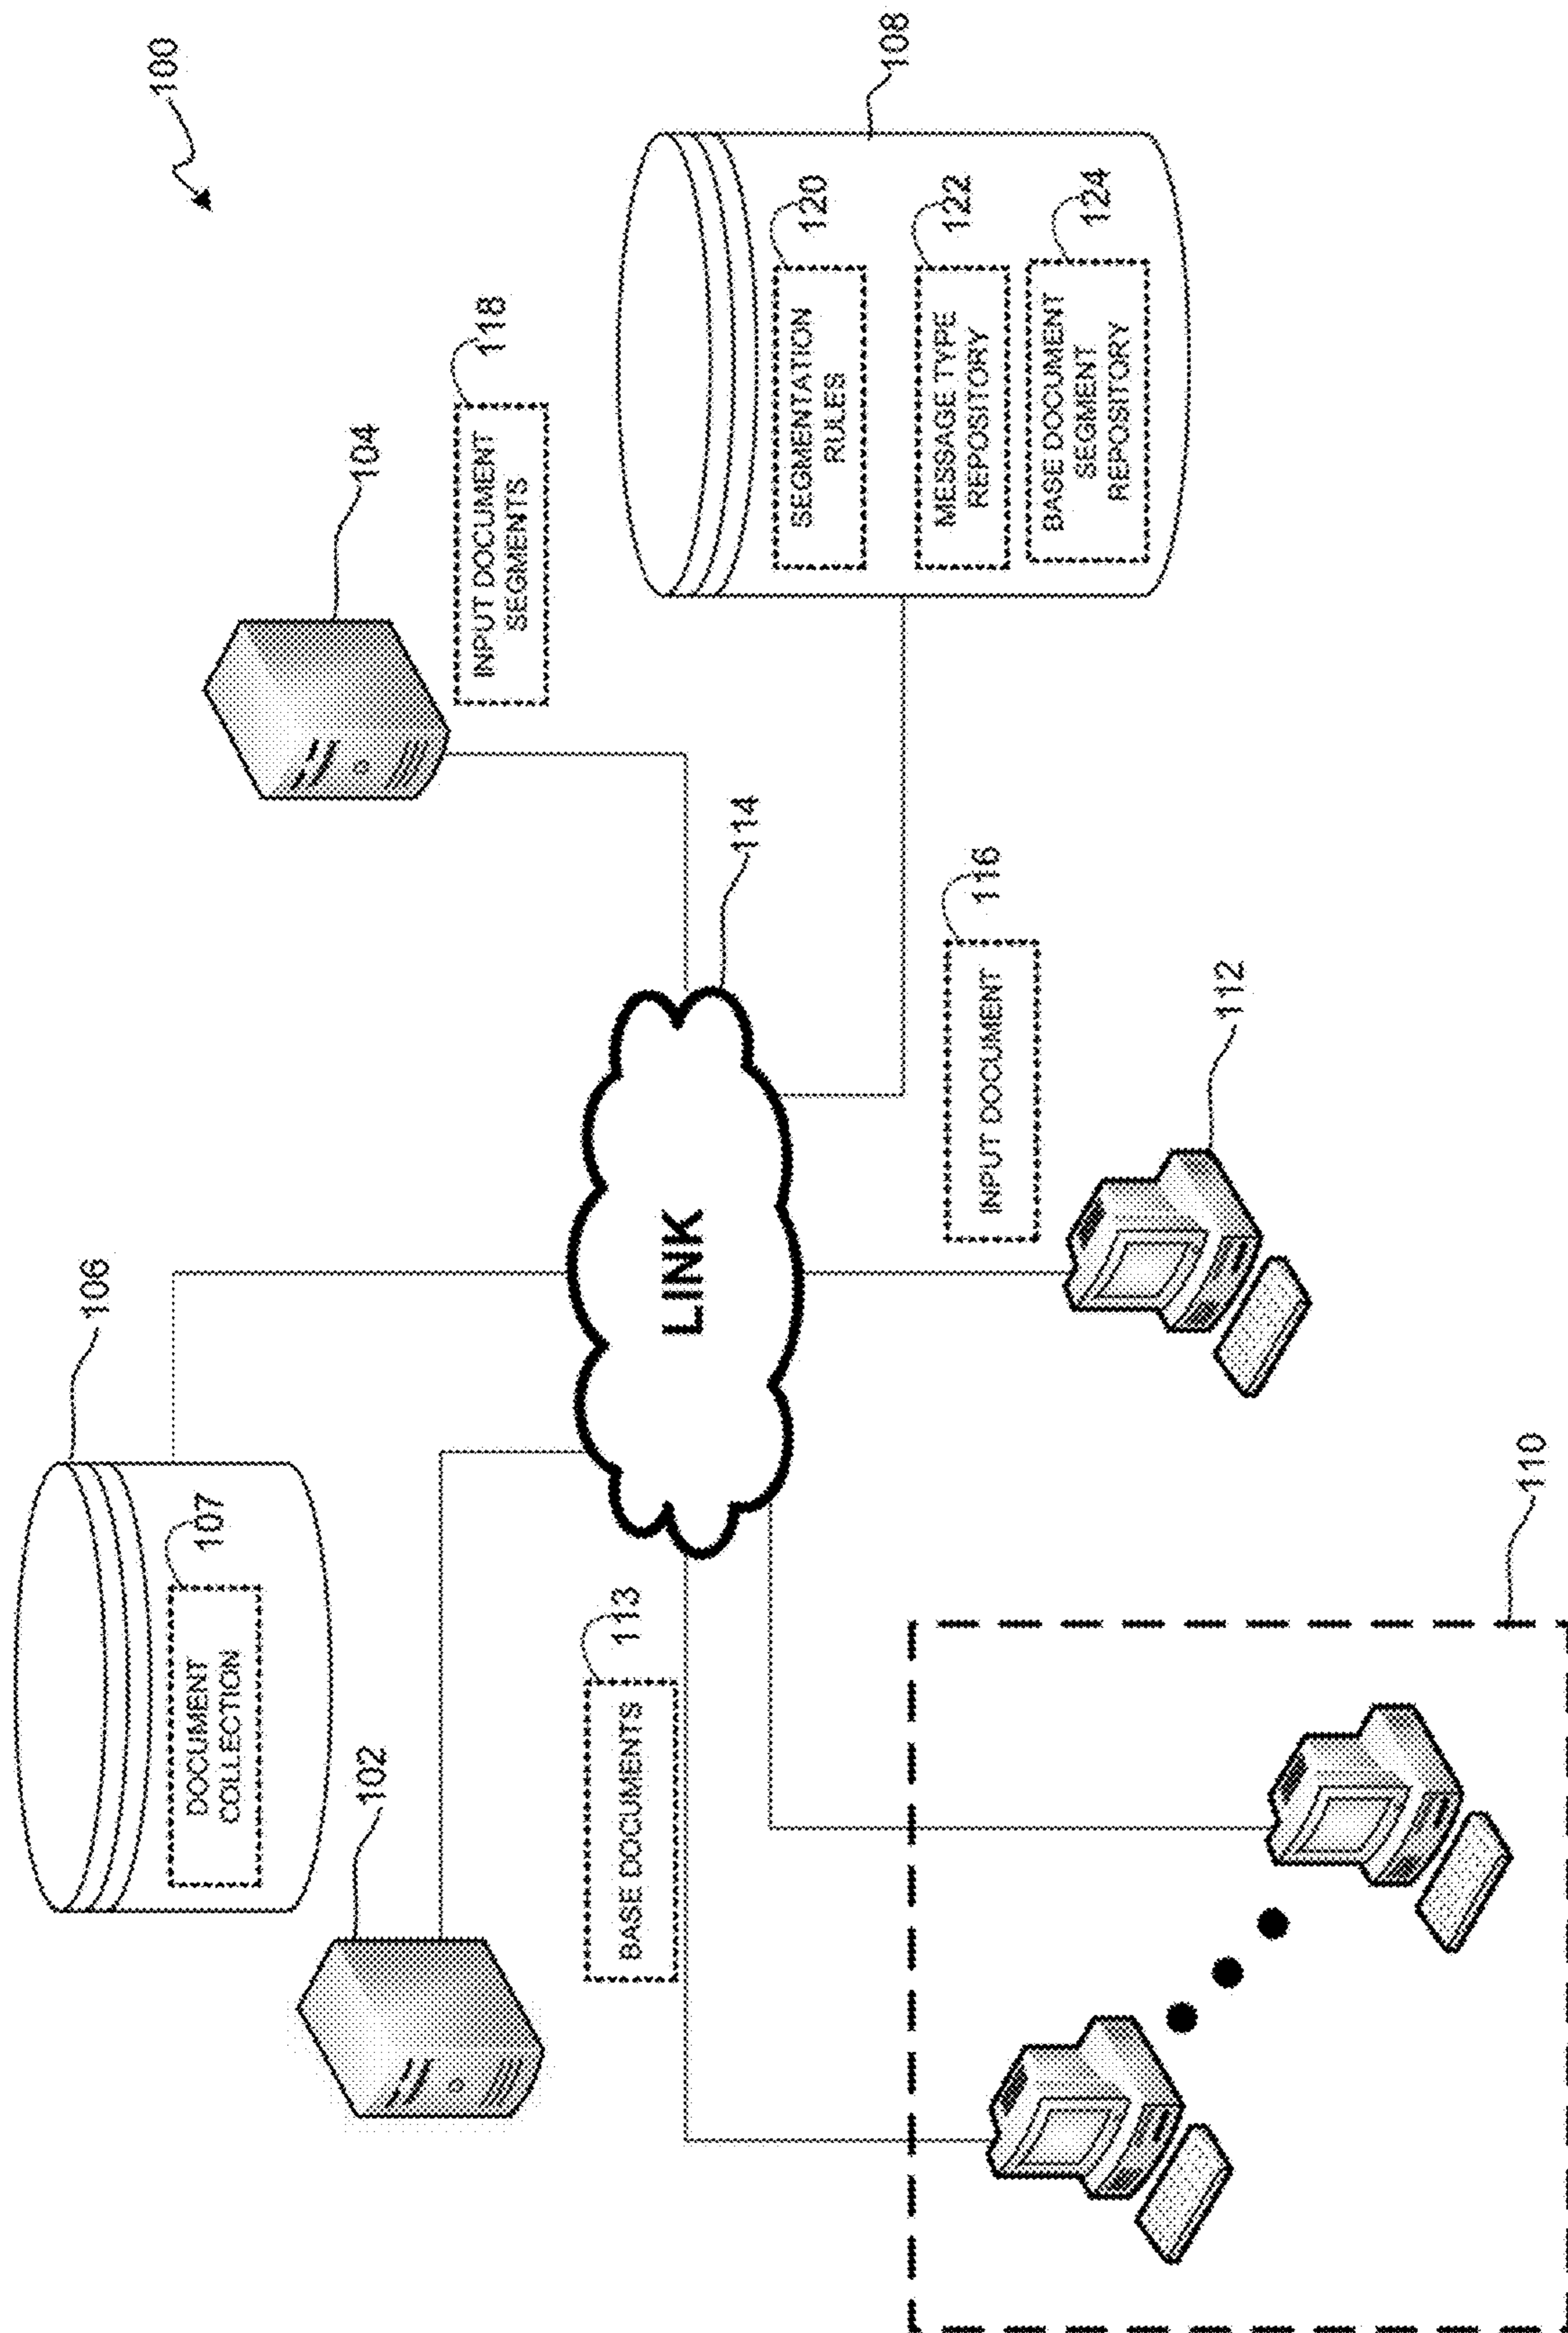 100
106
DOCUMENT
COLLECTION
107
102
104
INPUT DOCUMENT
SEGMENTS
118
BASE DOCUMENTS
113
LINK
114
108
SEGMENTATION
RULES
120
MESSAGE TYPE
REPOSITORY
122
BASE DOCUMENT
SEGMENT
REPOSITORY
124
INPUT DOCUMENT
116
112
110